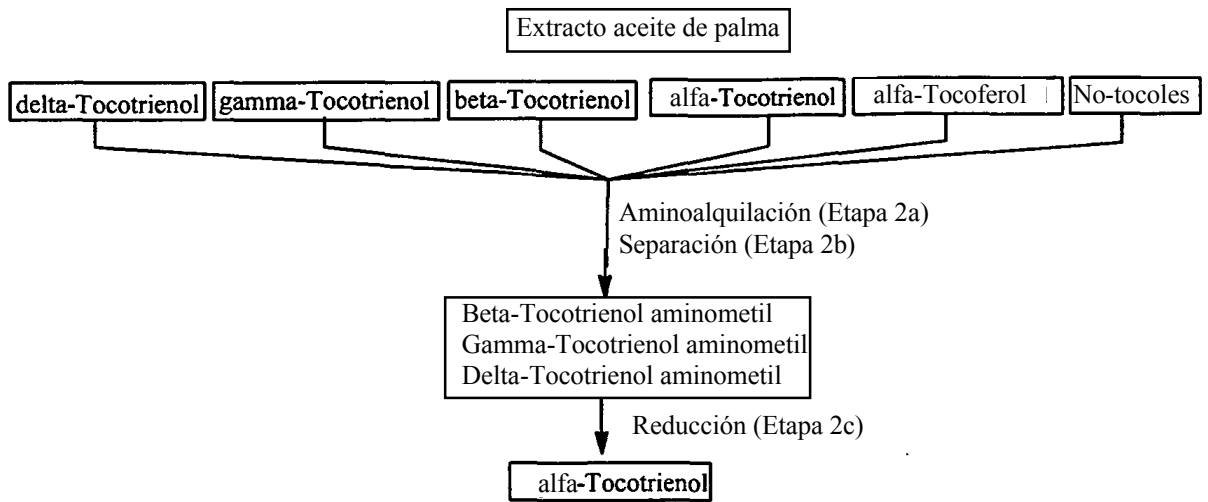 Extracto aceite de palma
delta-Tocotrienol
gamma-Tocotrienol
beta-Tocotrienol
alfa-Tocotrienol
alfa-Tocoferol
No-tocoles
Aminoalquilación (Etapa 2a)
Separación (Etapa 2b)
Beta-Tocotrienol aminometil
Gamma-Tocotrienol aminometil
Delta-Tocotrienol aminometil
Reducción (Etapa 2c)
alfa-Tocotrienol